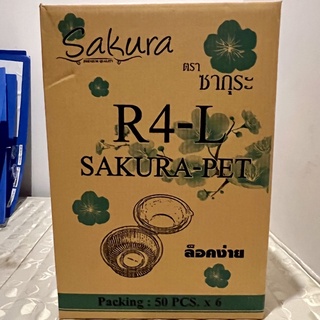 Sakura
ตรา
ซากุระ
R4-L
SAKURA-PET
ล็อคง่าย
Packing : 50 PCS. x 6